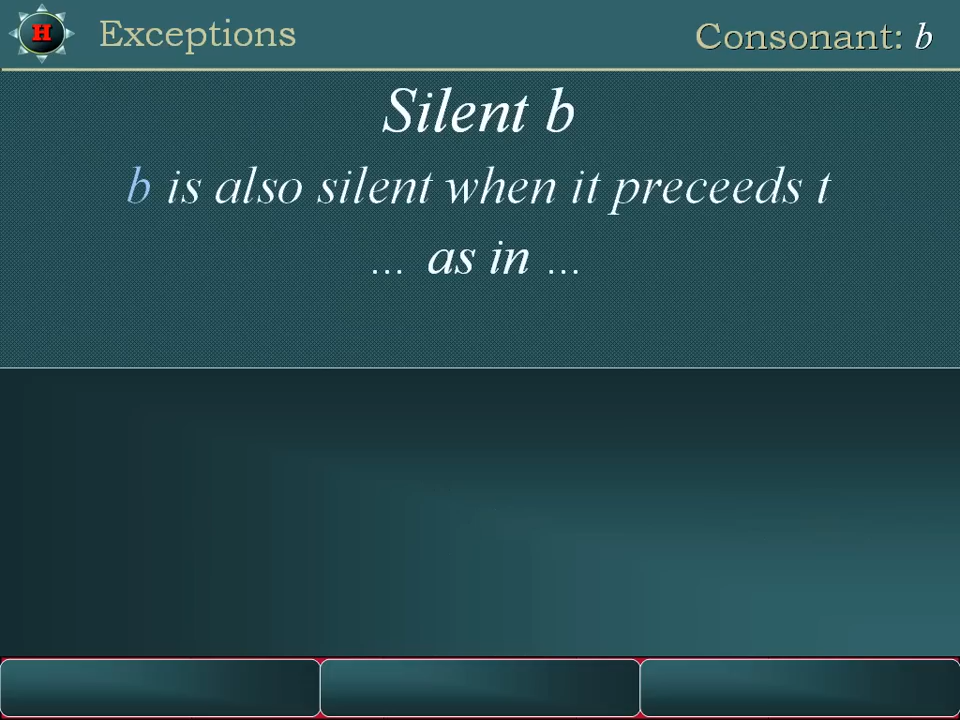 H Exceptions Consonant: b
Silent b
b is also silent when it preceeds t
... as in ...